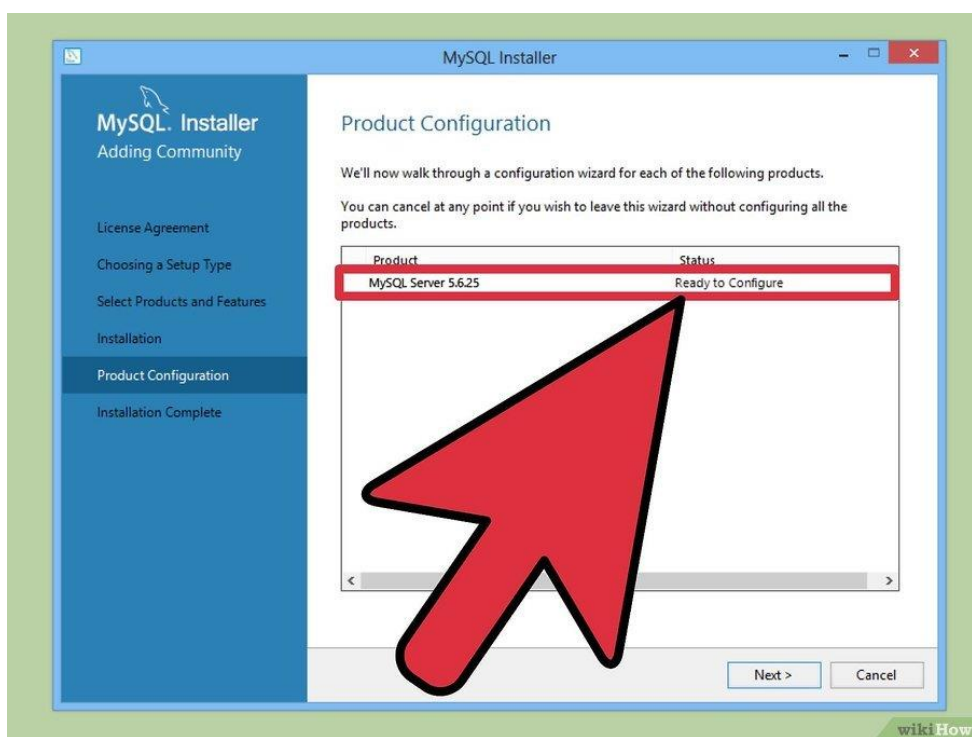 MySQL Installer
MySQL. Installer
Adding Community
License Agreement
Choosing a Setup Type
Select Products and Features
Installation
Product Configuration
Installation Complete
Product Configuration
We'll now walk through a configuration wizard for each of the following products.
You can cancel at any point if you wish to leave this wizard without configuring all the
products.
Product Status
MySQL Server 5.6.25 Ready to Configure
Next > Cancel
wikiHow